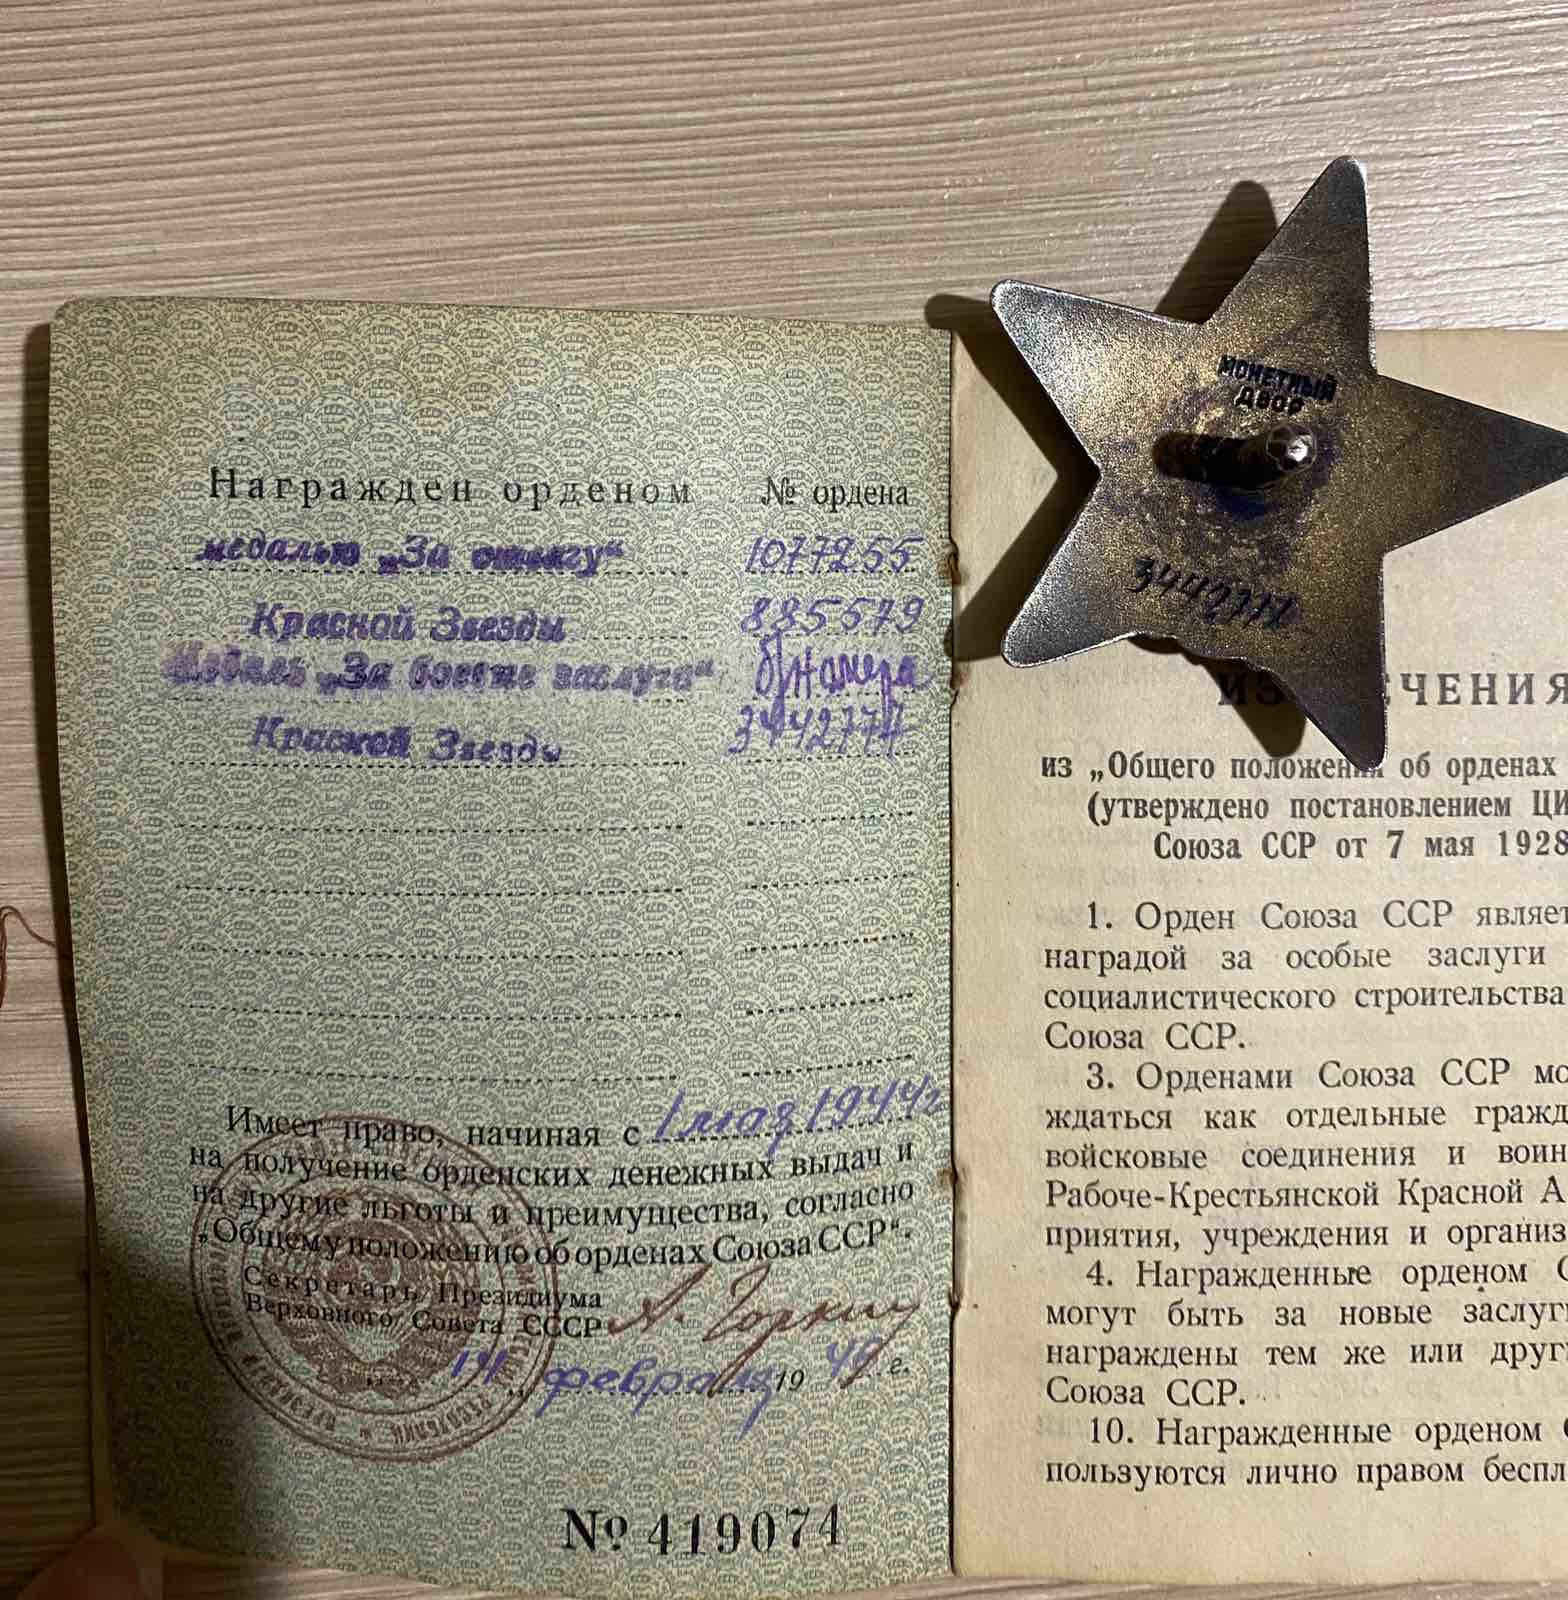 Награжден орденом № ордена
медалью „За отвагу“ 1077255
Красной Звезды 885579
Медаль „За боевые заслуги“ б/номера
Красной Звезды 3442777
Имеет право, начиная с 1 мая 1944 г
на получение орденских денежных выдач и
на другие льготы и преимущества, согласно
„Общему положению об орденах Союза ССР“.
Секретарь Президиума
Верховного Совета СССР А. Горкин
14 „ февраля 19 49 г.
№ 419074
МОНЕТНЫЙ
ДВОР
3442777
ИЗ ЧЕНИЯ
из „Общего положения об орденах
(утверждено постановлением ЦИ
Союза ССР от 7 мая 1928
1. Орден Союза ССР являет
наградой за особые заслуги
социалистического строительства
Союза ССР.
3. Орденами Союза ССР мо
ждаться как отдельные гражд
войсковые соединения и воин
Рабоче-Крестьянской Красной А
приятия, учреждения и организ
4. Награжденные орденом С
могут быть за новые заслуг
награждены тем же или друг
Союза ССР.
10. Награжденные орденом
пользуются лично правом беспл